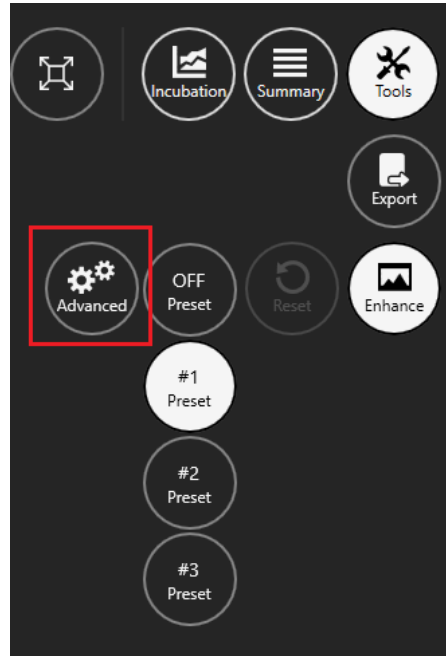 Incubation
Summary
Tools
Export
Advanced
OFF
Preset
Reset
Enhance
#1
Preset
#2
Preset
#3
Preset